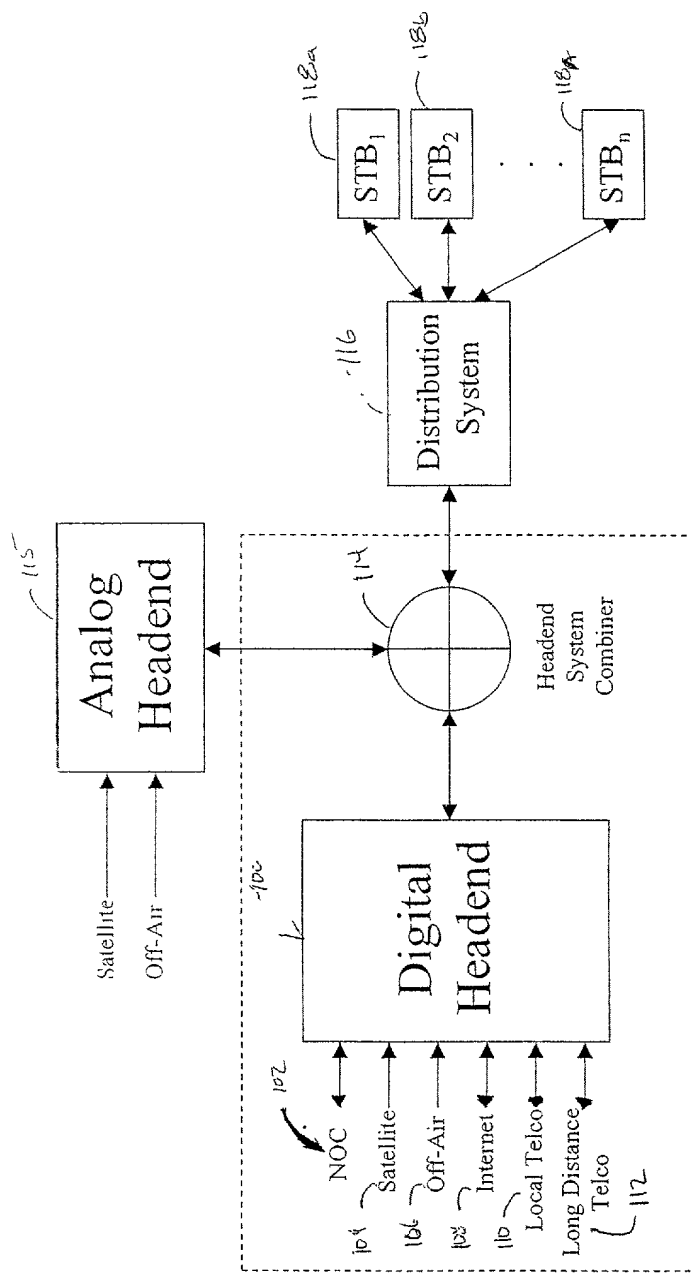 Satellite
Off-Air
Analog
Headend
115
102
NOC
104
Satellite
106
Off-Air
108
Internet
110
Local Telco
Long Distance
Telco
112
100
Digital
Headend
114
Headend
System
Combiner
116
Distribution
System
118a
STB1
118b
STB2
. . .
STBn